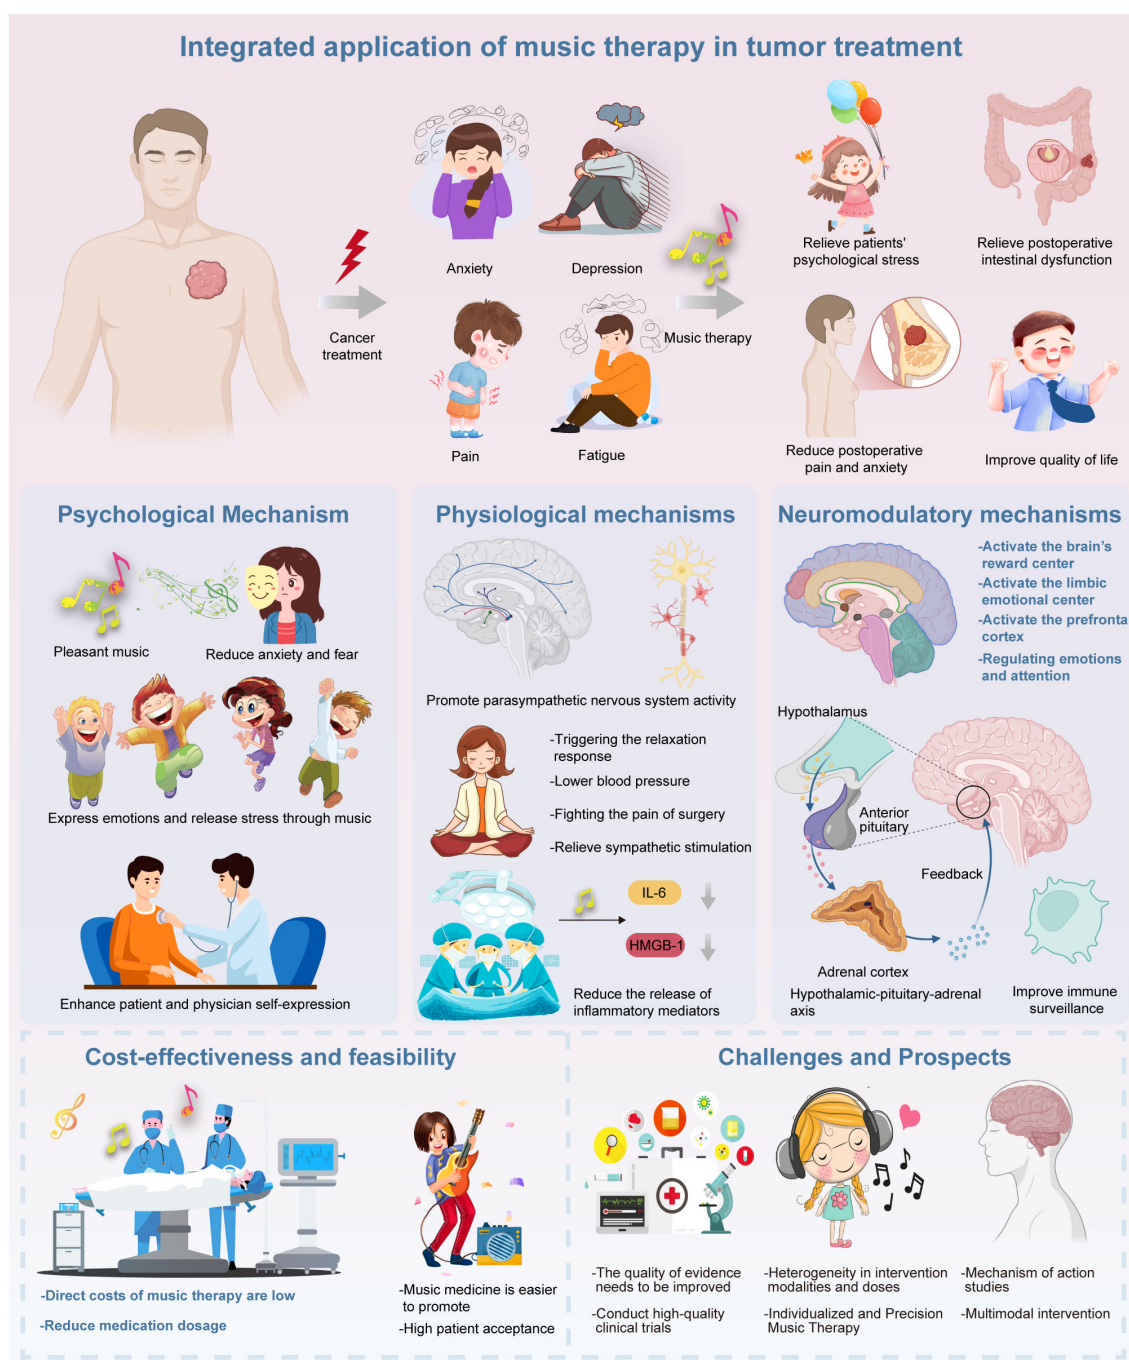 Integrated application of music therapy in tumor treatment
Cancer
treatment
Anxiety
Depression
Pain
Fatigue
Music therapy
Relieve patients'
psychological stress
Relieve postoperative
intestinal dysfunction
Reduce postoperative
pain and anxiety
Improve quality of life
Psychological Mechanism
Pleasant music
Reduce anxiety and fear
Express emotions and release stress through music
Enhance patient and physician self-expression
Physiological mechanisms
Promote parasympathetic nervous system activity
-Triggering the relaxation
response
-Lower blood pressure
-Fighting the pain of surgery
-Relieve sympathetic stimulation
IL-6
HMGB-1
Reduce the release of
inflammatory mediators
Neuromodulatory mechanisms
-Activate the brain's
reward center
-Activate the limbic
emotional center
-Activate the prefronta
cortex
-Regulating emotions
and attention
Hypothalamus
Anterior
pituitary
Feedback
Adrenal cortex
Hypothalamic-pituitary-adrenal
axis
Improve immune
surveillance
Cost-effectiveness and feasibility
-Direct costs of music therapy are low
-Reduce medication dosage
-Music medicine is easier
to promote
-High patient acceptance
Challenges and Prospects
-The quality of evidence
needs to be improved
-Conduct high-quality
clinical trials
-Heterogeneity in intervention
modalities and doses
-Individualized and Precision
Music Therapy
-Mechanism of action
studies
-Multimodal intervention